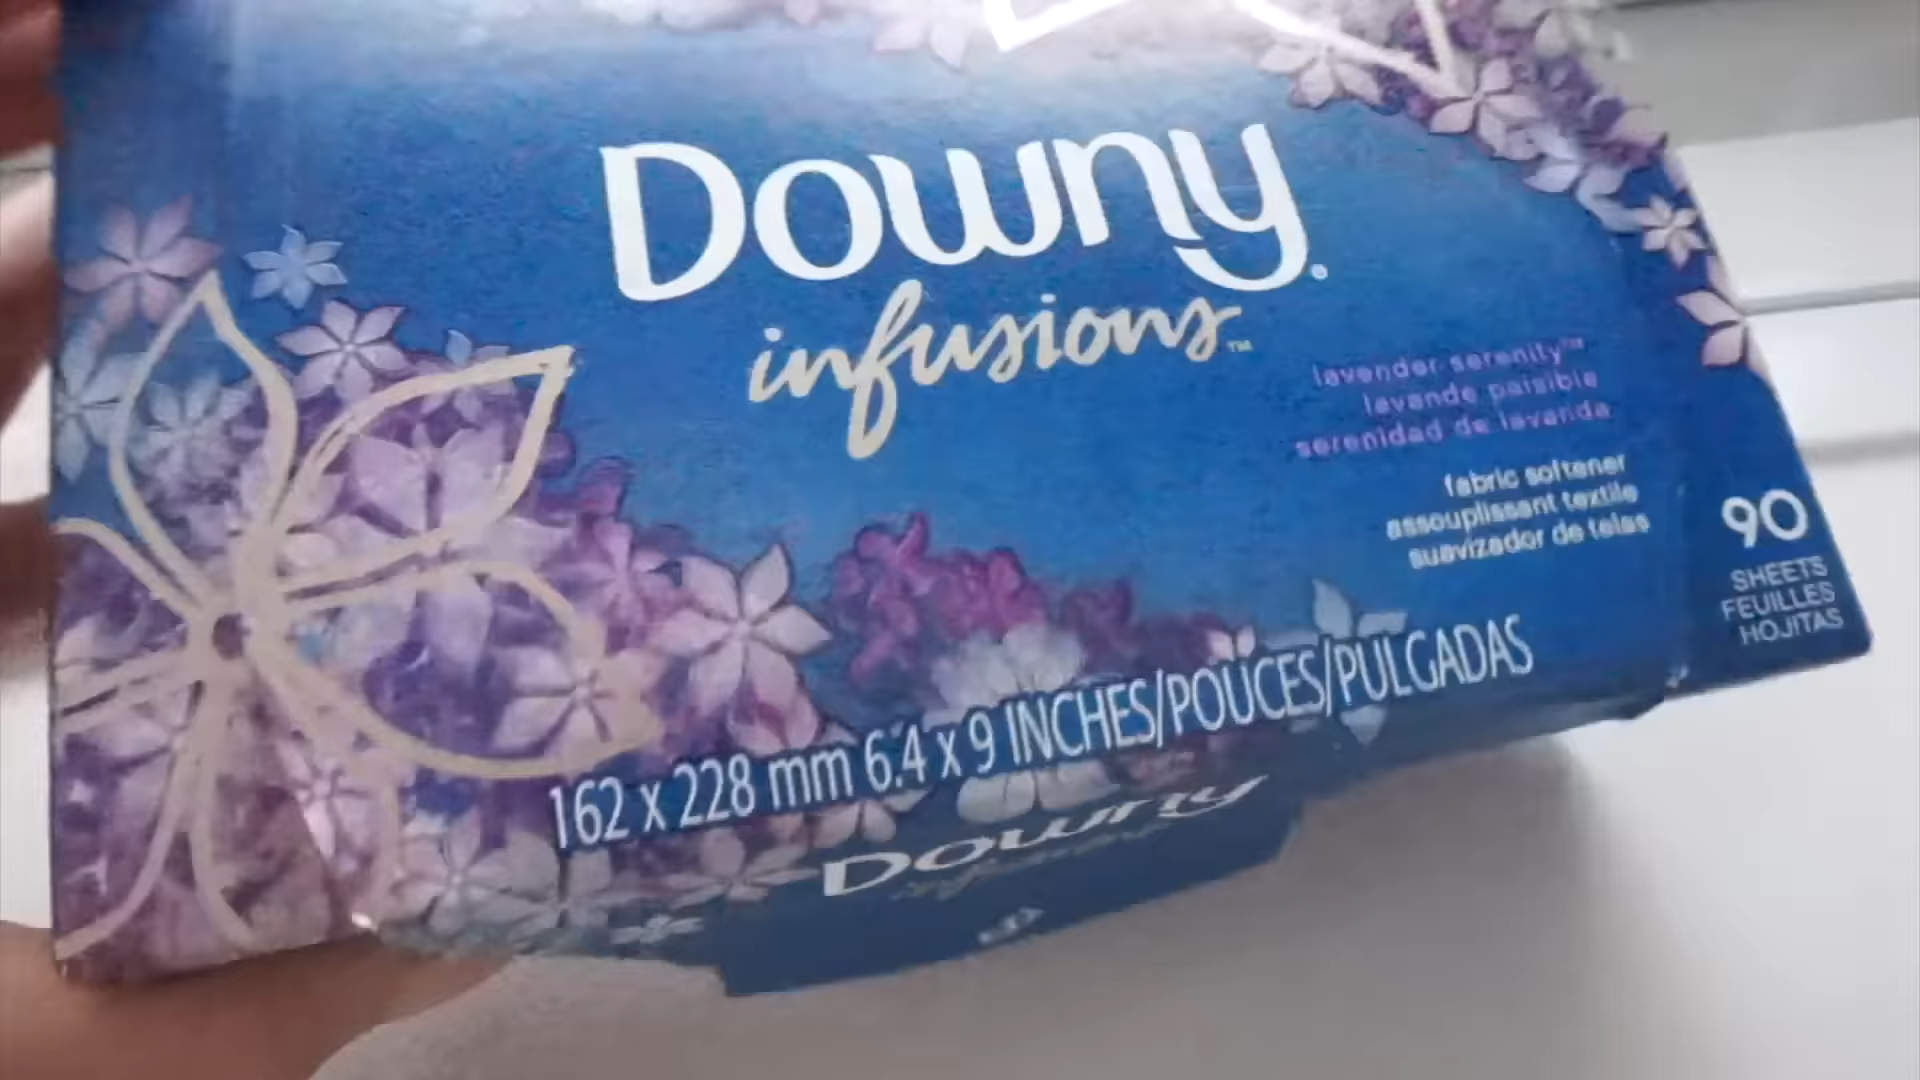 Downy®
infusions™
lavender serenity™
lavande paisible
serenidad de lavanda
fabric softener
assouplissant textile
suavizador de telas
90
SHEETS
FEUILLES
HOJITAS
162 x 228 mm 6.4 x 9 INCHES/POUCES/PULGADAS
Downy